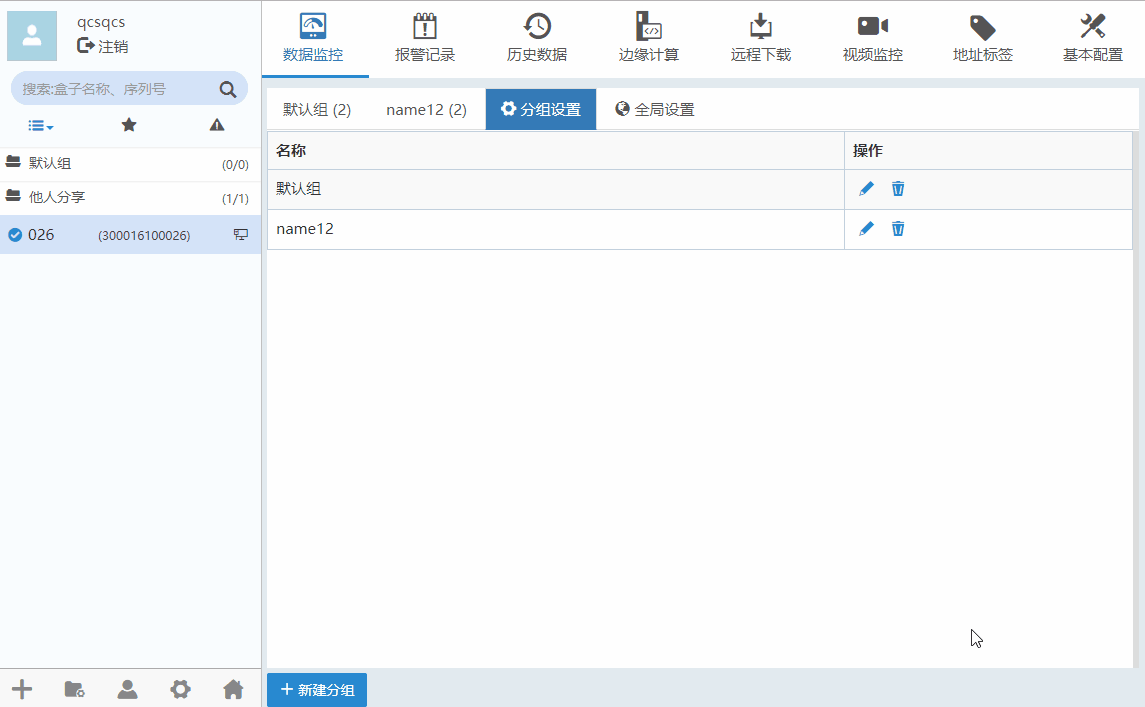 qcsqcs
注销
搜索:盒子名称、序列号
默认组 (0/0)
他人分享 (1/1)
026 (300016100026)
数据监控 报警记录 历史数据 边缘计算 远程下载 视频监控 地址标签 基本配置
默认组 (2) name12 (2) 分组设置 全局设置
名称 操作
默认组
name12
新建分组